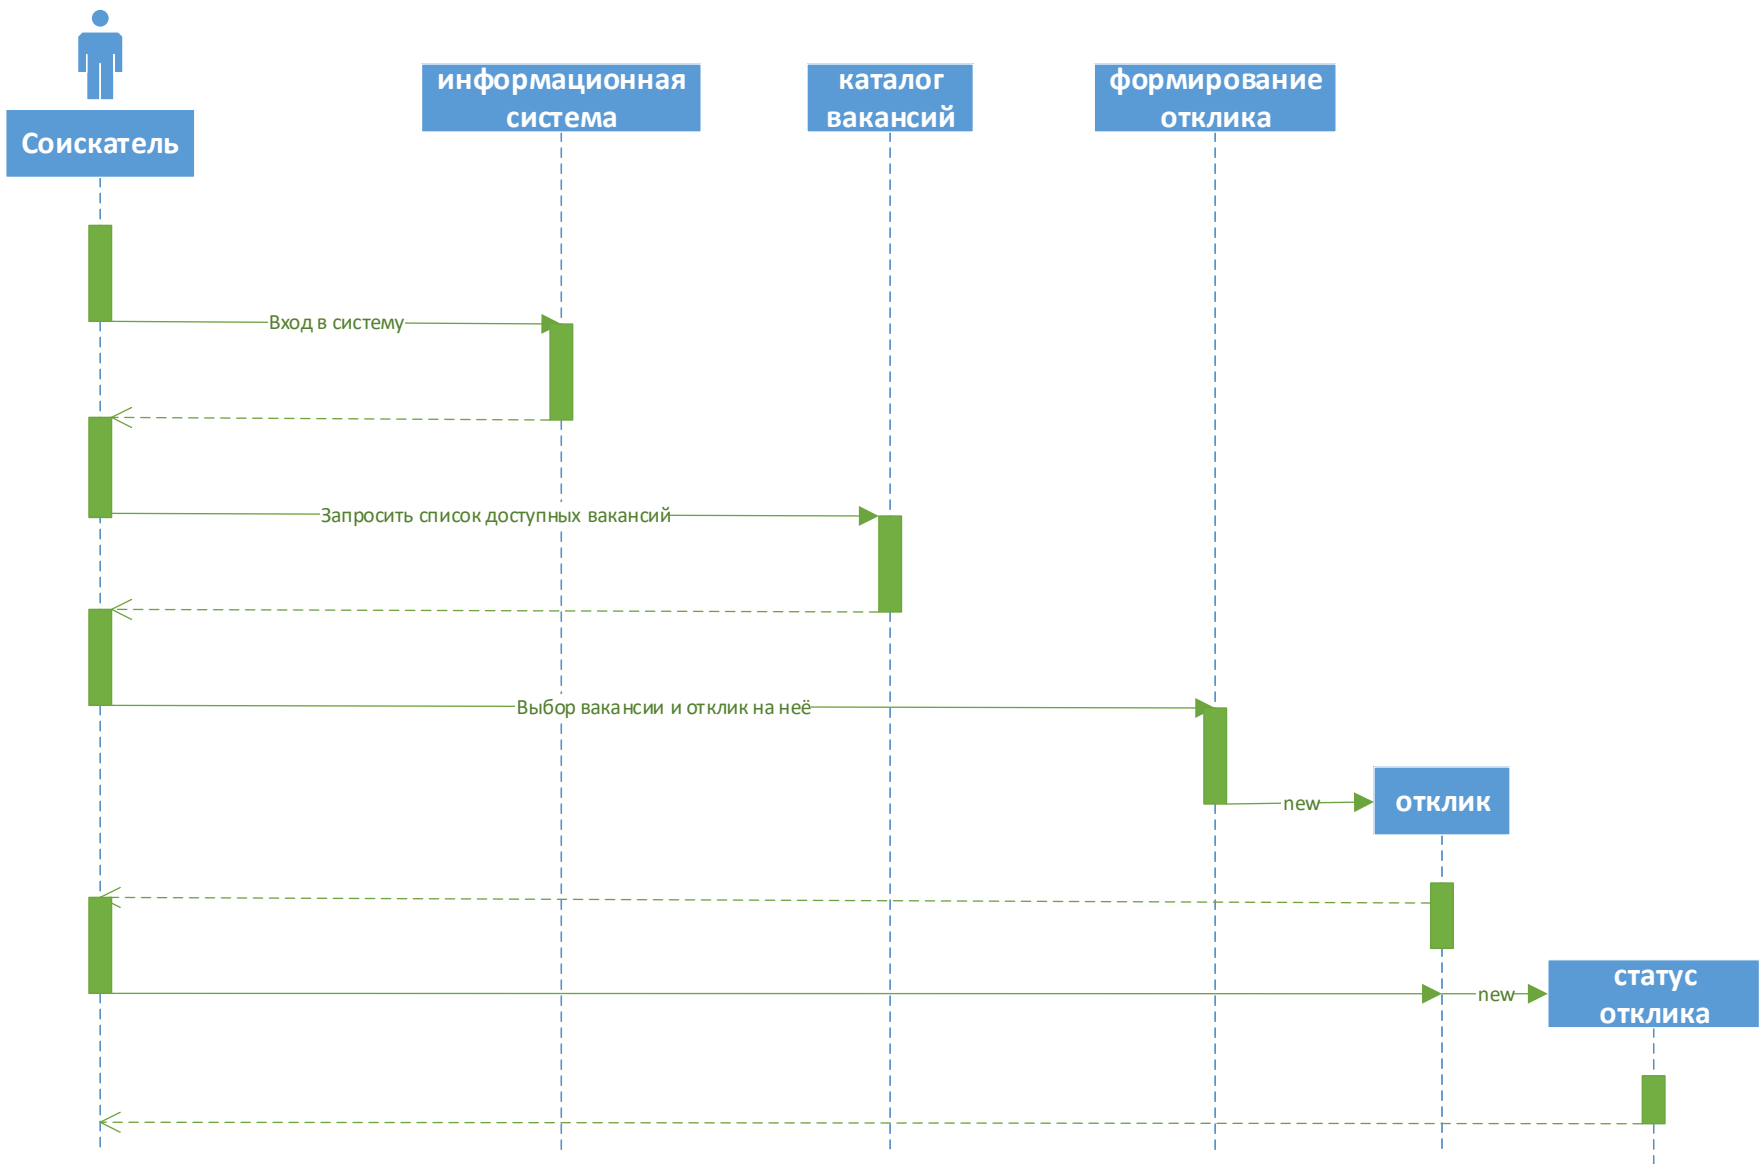 Соискатель
информационная
система
каталог
вакансий
формирование
отклика
Вход в систему
Запросить список доступных вакансий
Выбор вакансии и отклик на неё
new
отклик
new
статус
отклика